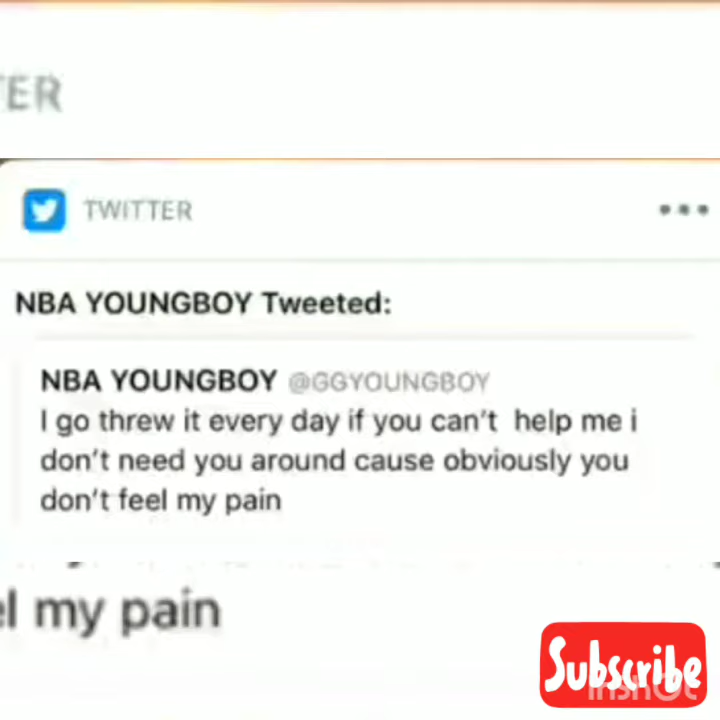 ER
TWITTER
NBA YOUNGBOY Tweeted:
NBA YOUNGBOY @GGYOUNGBOY
I go threw it every day if you can't help me i
don't need you around cause obviously you
don't feel my pain
l my pain
Subscribe
InShOt